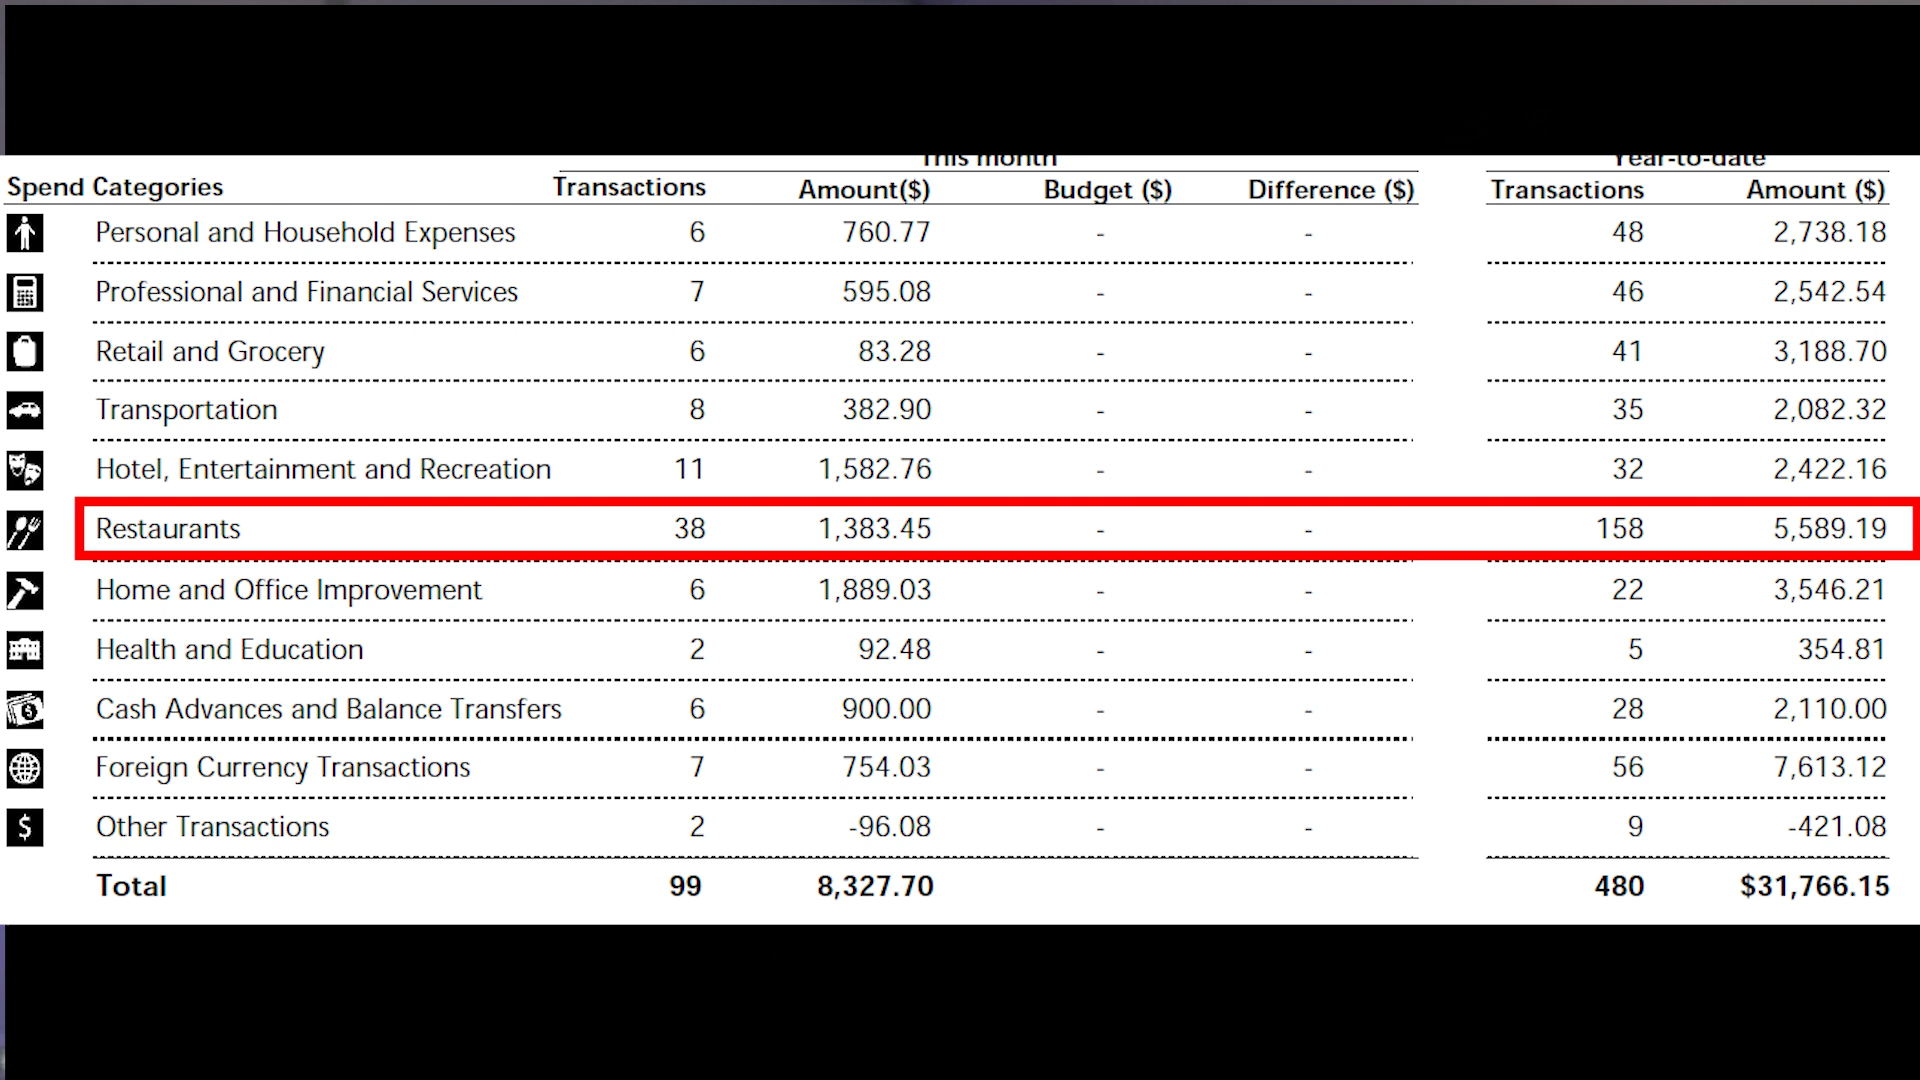 This month Year-to-date
Spend Categories Transactions Amount($) Budget ($) Difference ($) Transactions Amount ($)
Personal and Household Expenses 6 760.77 - - 48 2,738.18
Professional and Financial Services 7 595.08 - - 46 2,542.54
Retail and Grocery 6 83.28 - - 41 3,188.70
Transportation 8 382.90 - - 35 2,082.32
Hotel, Entertainment and Recreation 11 1,582.76 - - 32 2,422.16
Restaurants 38 1,383.45 - - 158 5,589.19
Home and Office Improvement 6 1,889.03 - - 22 3,546.21
Health and Education 2 92.48 - - 5 354.81
Cash Advances and Balance Transfers 6 900.00 - - 28 2,110.00
Foreign Currency Transactions 7 754.03 - - 56 7,613.12
Other Transactions 2 -96.08 - - 9 -421.08
Total 99 8,327.70 480 $31,766.15